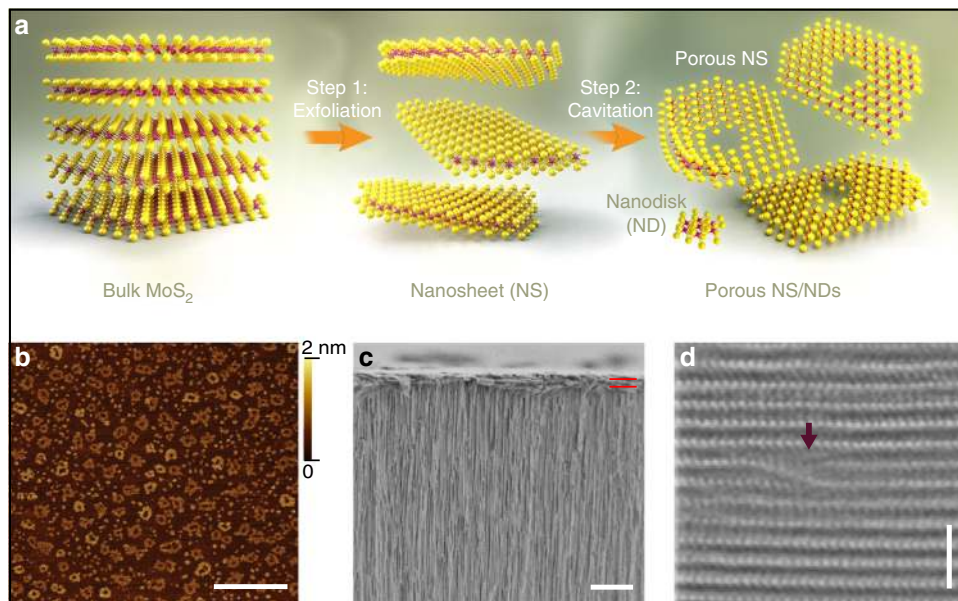 a
Step 1:
Exfoliation
Step 2:
Cavitation
Porous NS
Nanodisk
(ND)
Bulk MoS₂
Nanosheet (NS)
Porous NS/NDs
b
2 nm
0
c
d